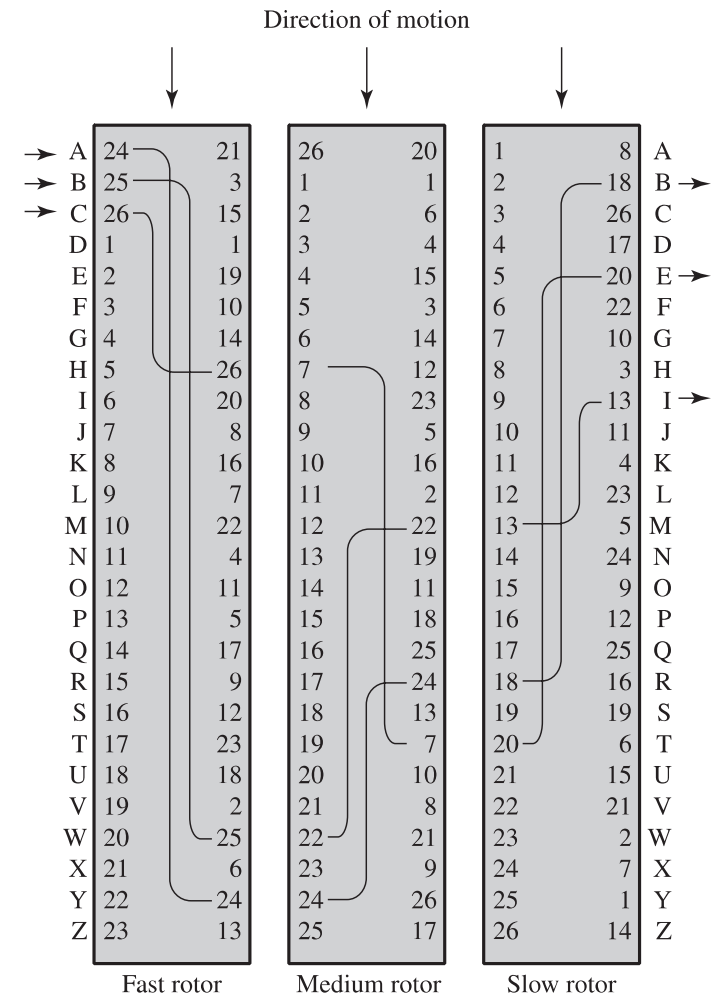 Direction of motion
A 24 21 26 20 1 8 A
B 25 3 1 1 2 18 B
C 26 15 2 6 3 26 C
D 1 1 3 4 4 17 D
E 2 19 4 15 5 20 E
F 3 10 5 3 6 22 F
G 4 14 6 14 7 10 G
H 5 26 7 12 8 3 H
I 6 20 8 23 9 13 I
J 7 8 9 5 10 11 J
K 8 16 10 16 11 4 K
L 9 7 11 2 12 23 L
M 10 22 12 22 13 5 M
N 11 4 13 19 14 24 N
O 12 11 14 11 15 9 O
P 13 5 15 18 16 12 P
Q 14 17 16 25 17 25 Q
R 15 9 17 24 18 16 R
S 16 12 18 13 19 19 S
T 17 23 19 7 20 6 T
U 18 18 20 10 21 15 U
V 19 2 21 8 22 21 V
W 20 25 22 21 23 2 W
X 21 6 23 9 24 7 X
Y 22 24 24 26 25 1 Y
Z 23 13 25 17 26 14 Z
Fast rotor Medium rotor Slow rotor